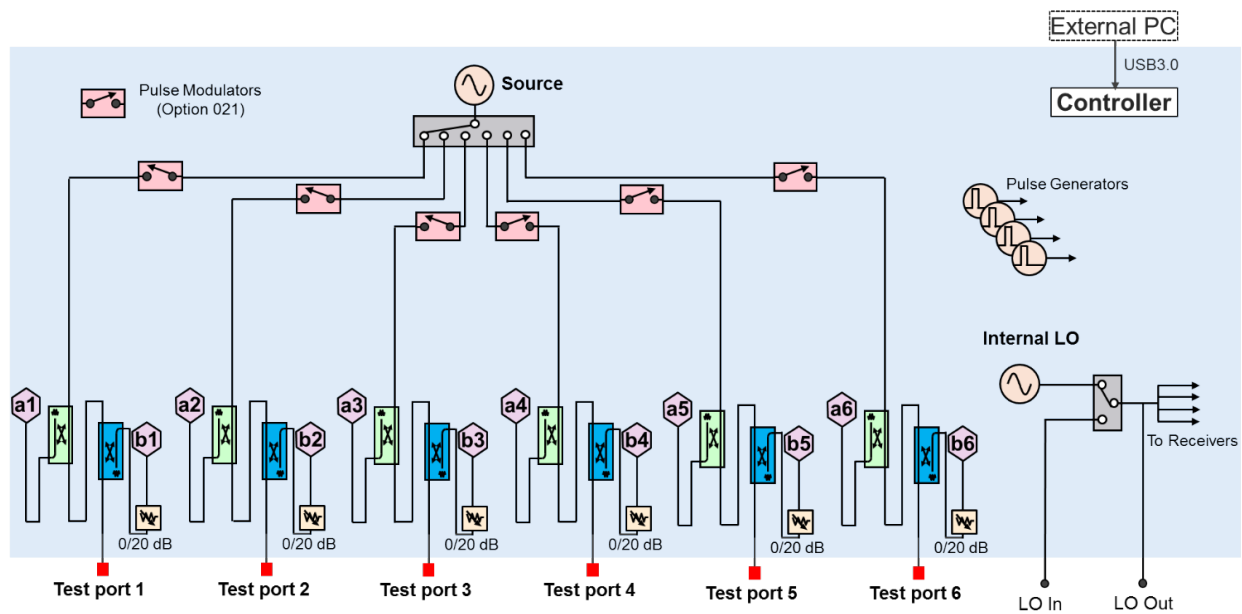 External PC
USB3.0
Controller
Source
Pulse Modulators
(Option 021)
Pulse Generators
Internal LO
a1
a2
a3
a4
a5
a6
b1
b2
b3
b4
b5
b6
To Receivers
0/20 dB
0/20 dB
0/20 dB
0/20 dB
0/20 dB
0/20 dB
Test port 1
Test port 2
Test port 3
Test port 4
Test port 5
Test port 6
LO In
LO Out